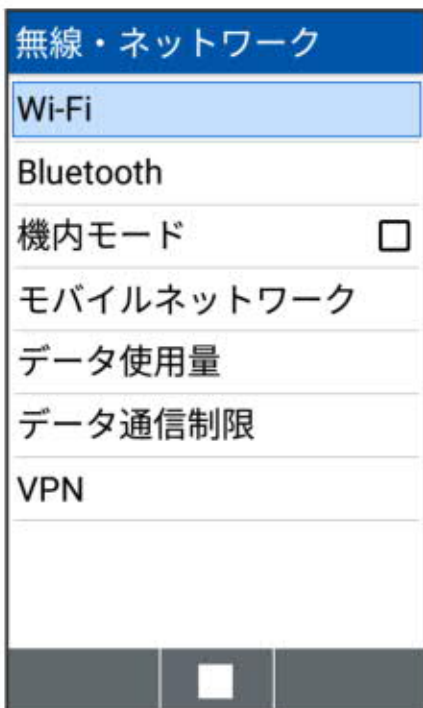 無線・ネットワーク
Wi-Fi
Bluetooth
機内モード
モバイルネットワーク
データ使用量
データ通信制限
VPN